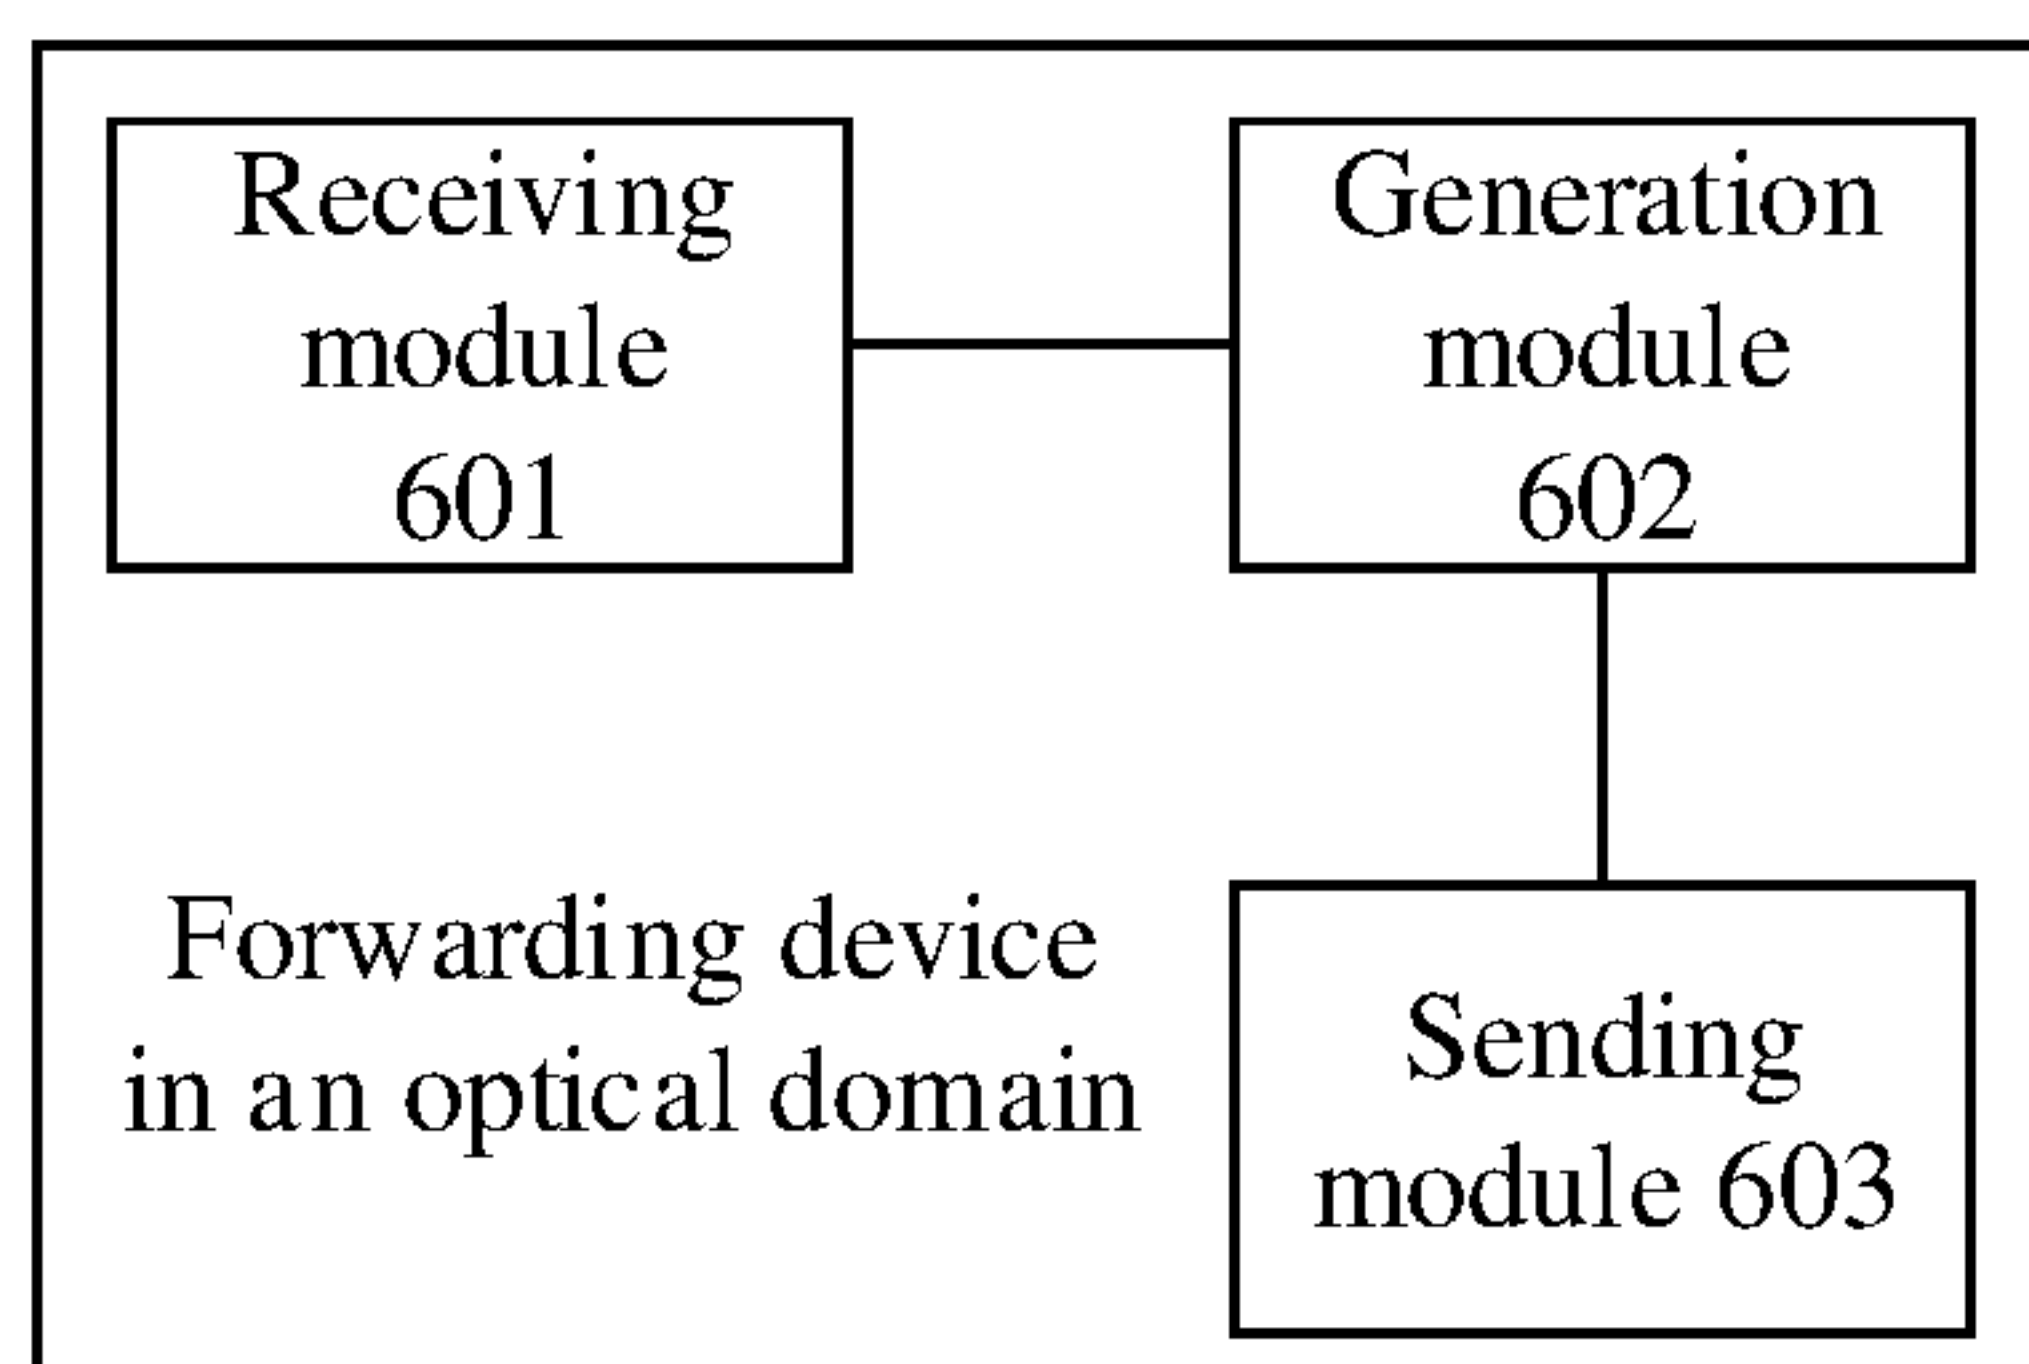 Receiving
module
601
Generation
module
602
Forwarding device
in an optical domain
Sending
module 603